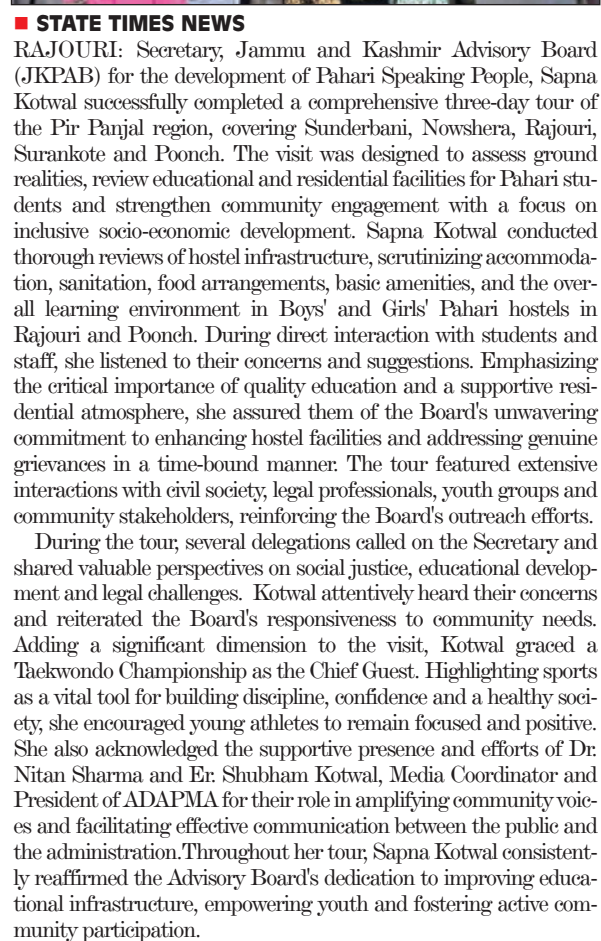 ■ STATE TIMES NEWS
RAJOURI: Secretary, Jammu and Kashmir Advisory Board
(JKPAB) for the development of Pahari Speaking People, Sapna
Kotwal successfully completed a comprehensive three-day tour of
the Pir Panjal region, covering Sunderbani, Nowshera, Rajouri,
Surankote and Poonch. The visit was designed to assess ground
realities, review educational and residential facilities for Pahari stu-
dents and strengthen community engagement with a focus on
inclusive socio-economic development. Sapna Kotwal conducted
thorough reviews of hostel infrastructure, scrutinizing accommoda-
tion, sanitation, food arrangements, basic amenities, and the over-
all learning environment in Boys' and Girls' Pahari hostels in
Rajouri and Poonch. During direct interaction with students and
staff, she listened to their concerns and suggestions. Emphasizing
the critical importance of quality education and a supportive resi-
dential atmosphere, she assured them of the Board's unwavering
commitment to enhancing hostel facilities and addressing genuine
grievances in a time-bound manner. The tour featured extensive
interactions with civil society, legal professionals, youth groups and
community stakeholders, reinforcing the Board's outreach efforts.
During the tour, several delegations called on the Secretary and
shared valuable perspectives on social justice, educational develop-
ment and legal challenges. Kotwal attentively heard their concerns
and reiterated the Board's responsiveness to community needs.
Adding a significant dimension to the visit, Kotwal graced a
Taekwondo Championship as the Chief Guest. Highlighting sports
as a vital tool for building discipline, confidence and a healthy soci-
ety, she encouraged young athletes to remain focused and positive.
She also acknowledged the supportive presence and efforts of Dr.
Nitan Sharma and Er. Shubham Kotwal, Media Coordinator and
President of ADAPMA for their role in amplifying community voic-
es and facilitating effective communication between the public and
the administration.Throughout her tour, Sapna Kotwal consistent-
ly reaffirmed the Advisory Board's dedication to improving educa-
tional infrastructure, empowering youth and fostering active com-
munity participation.